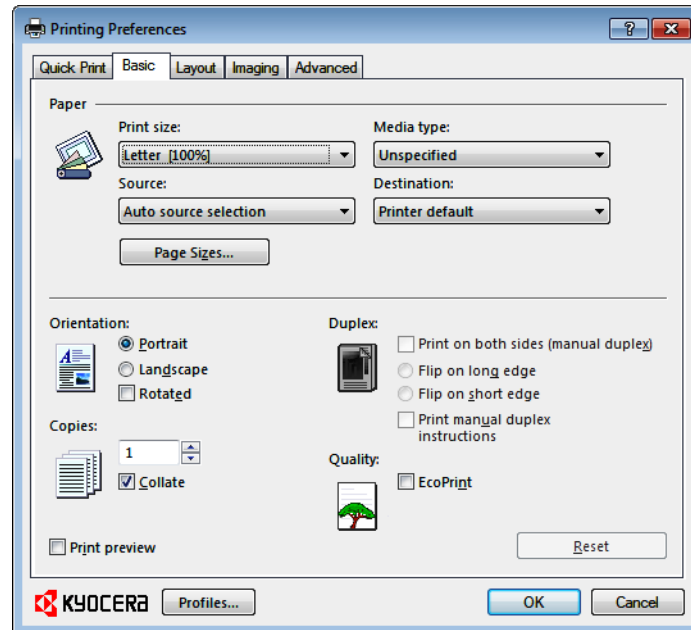 Printing Preferences
Quick Print Basic Layout Imaging Advanced
Paper
Print size: Media type:
Letter [100%] Unspecified
Source: Destination:
Auto source selection Printer default
Page Sizes...
Orientation: Duplex:
Portrait Print on both sides (manual duplex)
Landscape Flip on long edge
Rotated Flip on short edge
Copies: Print manual duplex
instructions
1 Quality:
Collate EcoPrint
Print preview Reset
KYOCERA Profiles... OK Cancel